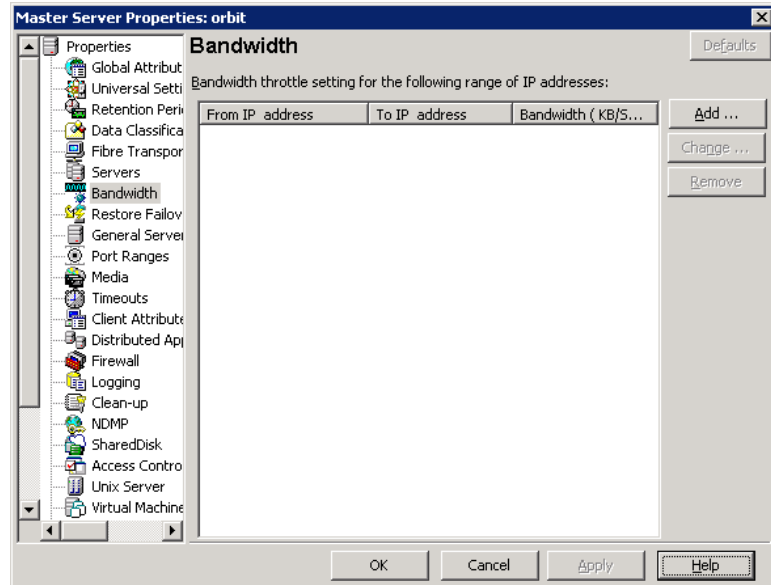 Master Server Properties: orbit
Properties
Global Attribut
Universal Setti
Retention Peri
Data Classifica
Fibre Transpor
Servers
Bandwidth
Restore Failov
General Server
Port Ranges
Media
Timeouts
Client Attribute
Distributed App
Firewall
Logging
Clean-up
NDMP
SharedDisk
Access Contro
Unix Server
Virtual Machine
Bandwidth
Defaults
Bandwidth throttle setting for the following range of IP addresses:
From IP address To IP address Bandwidth ( KB/S...
Add ...
Change ...
Remove
OK Cancel Apply Help